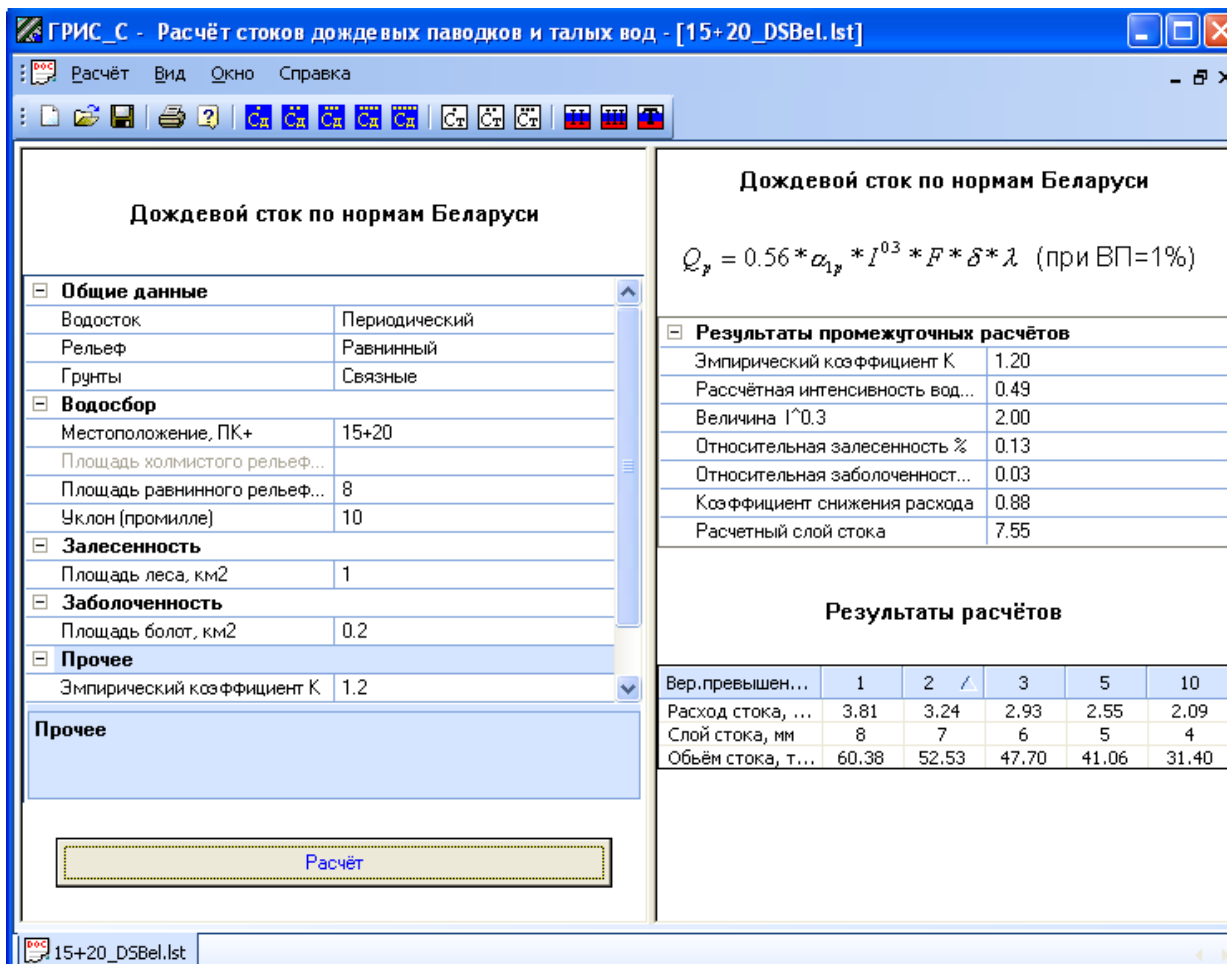 ГРИС_С - Расчёт стоков дождевых паводков и талых вод - [15+20_DSBel.lst]
Расчёт Вид Окно Справка
Дождевой сток по нормам Беларуси
Общие данные
Водосток Периодический
Рельеф Равнинный
Грунты Связные
Водосбор
Местоположение, ПК+ 15+20
Площадь холмистого рельеф...
Площадь равнинного рельеф... 8
Уклон (промилле) 10
Залесенность
Площадь леса, км2 1
Заболоченность
Площадь болот, км2 0.2
Прочее
Эмпирический коэффициент К 1.2
Прочее
Расчёт
Дождевой сток по нормам Беларуси
Q_p = 0.56 * α_1p * I^0.3 * F * δ * λ (при ВП=1%)
Результаты промежуточных расчётов
Эмпирический коэффициент К 1.20
Рассчётная интенсивность вод... 0.49
Величина I^0.3 2.00
Относительная залесенность % 0.13
Относительная заболоченност... 0.03
Коэффициент снижения расхода 0.88
Расчетный слой стока 7.55
Результаты расчётов
Вер.превышен... 1 2 3 5 10
Расход стока, ... 3.81 3.24 2.93 2.55 2.09
Слой стока, мм 8 7 6 5 4
Обьём стока, т... 60.38 52.53 47.70 41.06 31.40
15+20_DSBel.lst